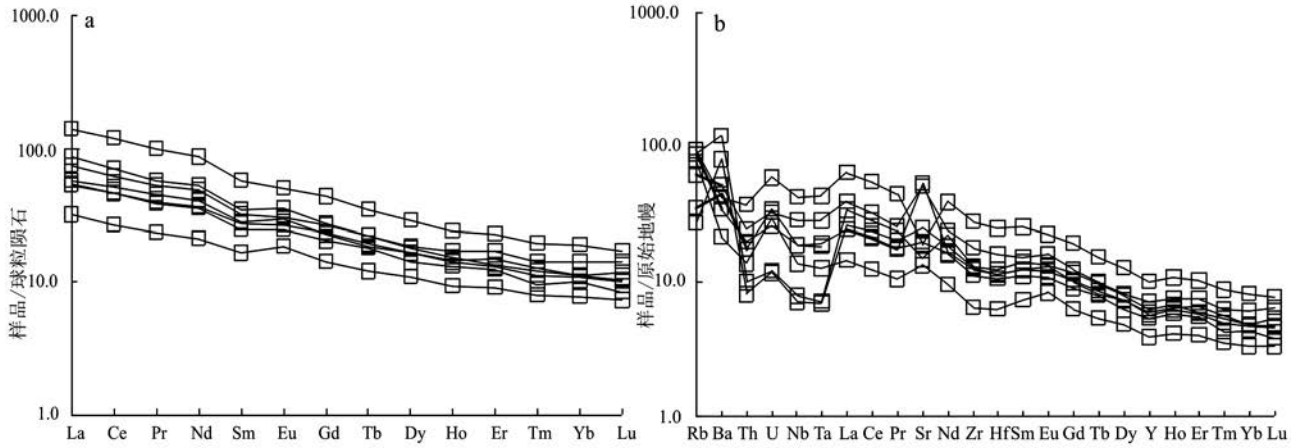 a
1000.0
100.0
10.0
1.0
样品/球粒陨石
La Ce Pr Nd Sm Eu Gd Tb Dy Ho Er Tm Yb Lu
b
1000.0
100.0
10.0
1.0
样品/原始地幔
Rb Ba Th U Nb Ta La Ce Pr Sr Nd Zr Hf Sm Eu Gd Tb Dy Y Ho Er Tm Yb Lu